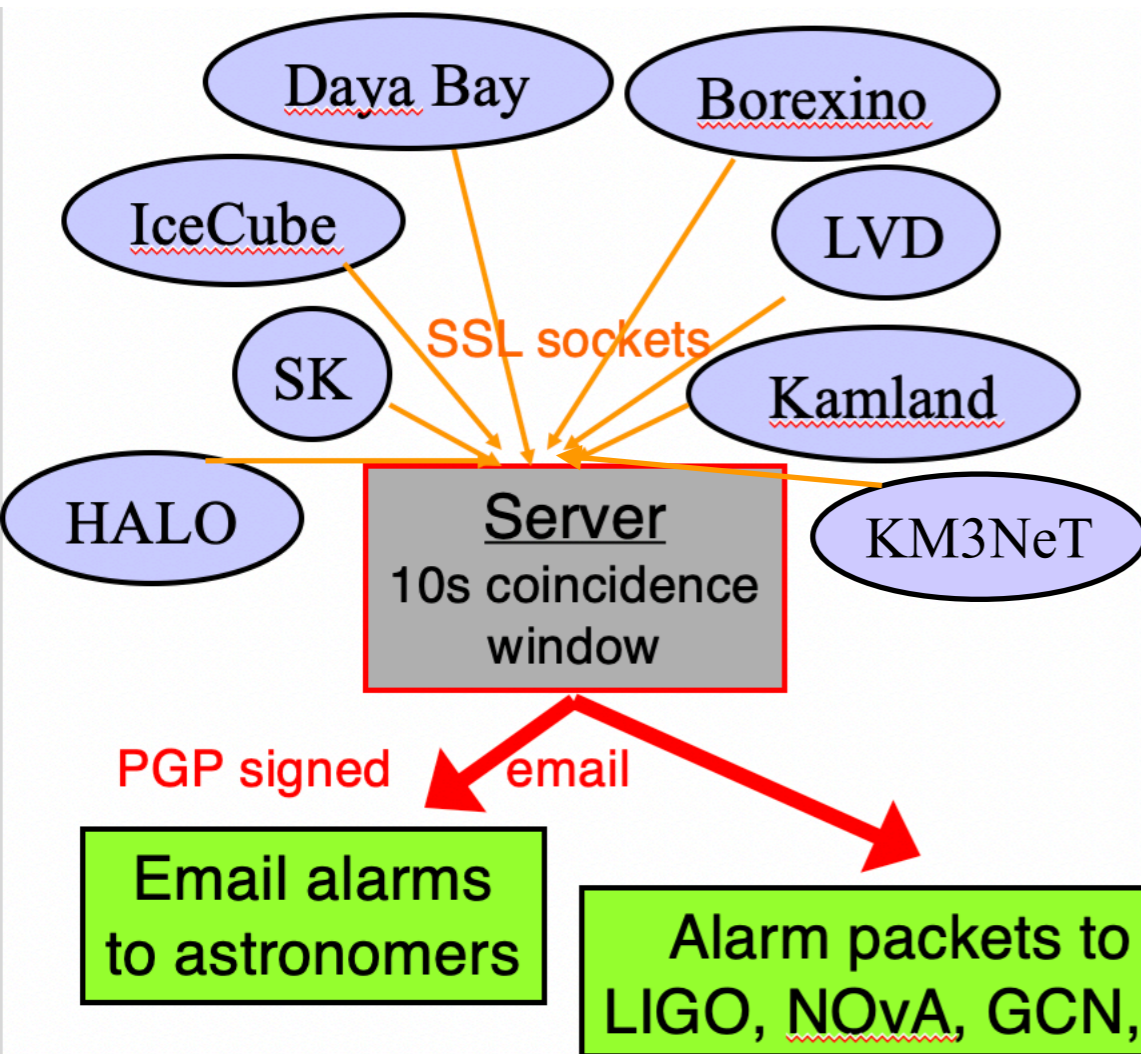 Daya Bay
Borexino
IceCube
LVD
SSL sockets
SK
Kamland
HALO
Server
10s coincidence
window
KM3NeT
PGP signed email
Email alarms
to astronomers
Alarm packets to
LIGO, NOvA, GCN,